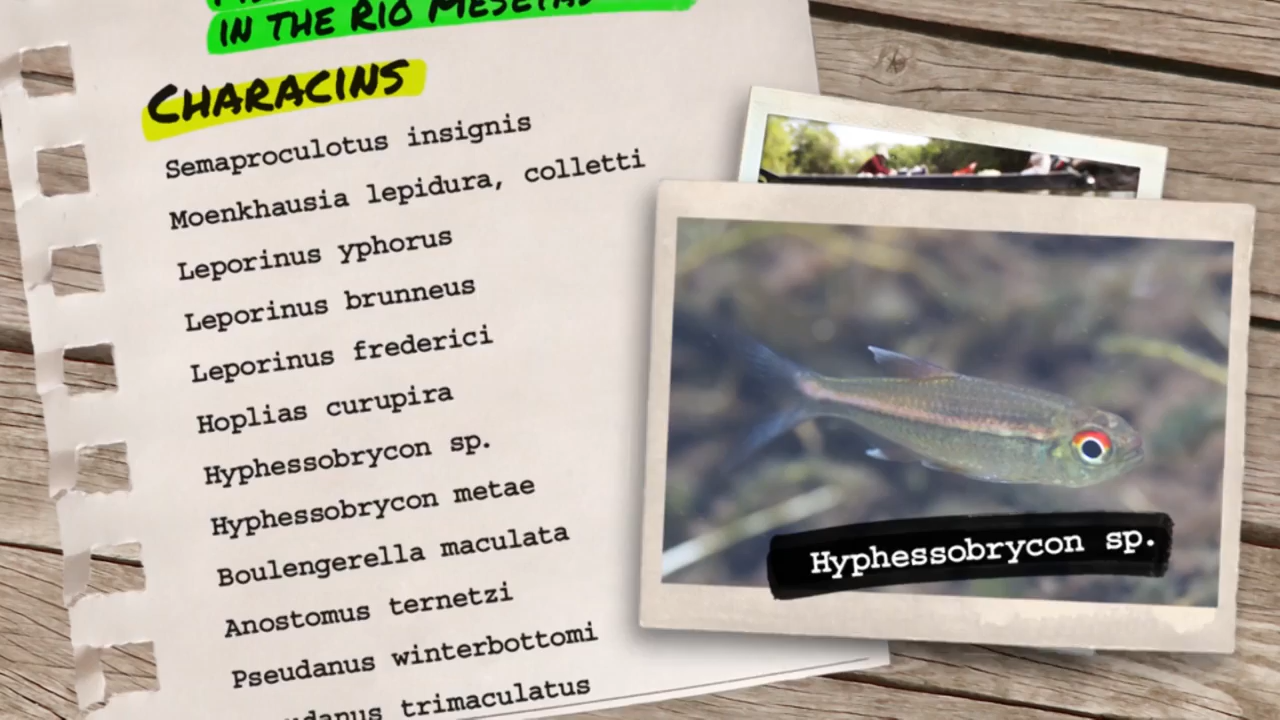 IN THE RIO MESETAS
CHARACINS
Semaproculotus insignis
Moenkhausia lepidura, colletti
Leporinus yphorus
Leporinus brunneus
Leporinus frederici
Hoplias curupira
Hyphessobrycon sp.
Hyphessobrycon metae
Boulengerella maculata
Anostomus ternetzi
Pseudanus winterbottomi
trimaculatus
Hyphessobrycon sp.